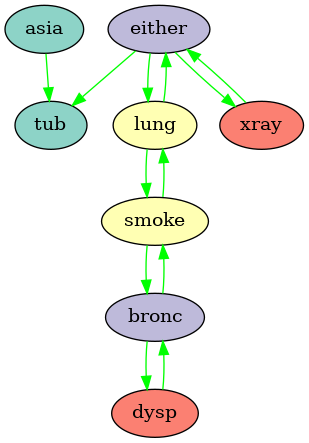 asia either
tub lung xray
smoke
bronc
dysp